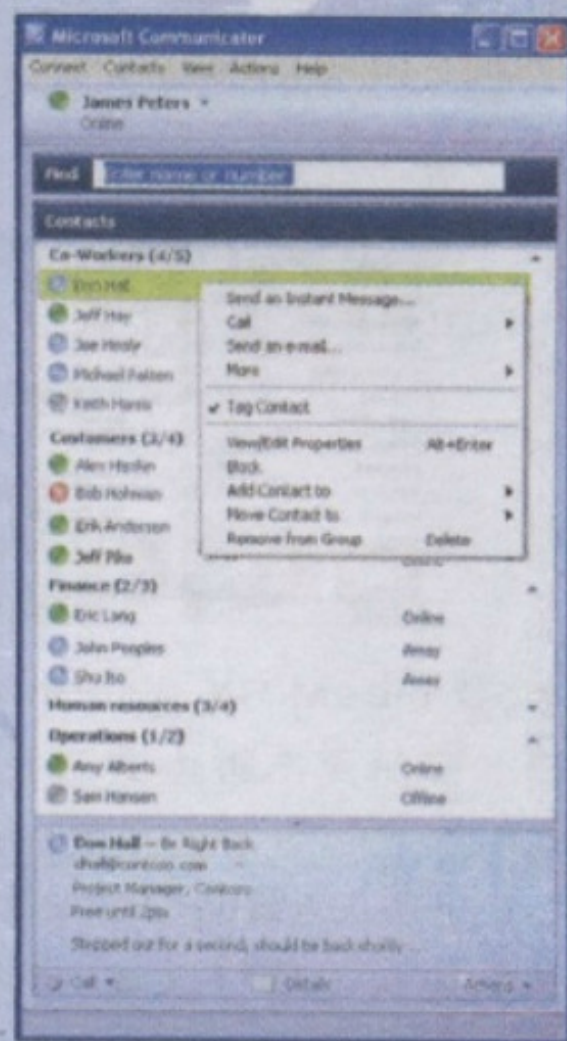 Microsoft Communicator
Connect Contacts View Actions Help
James Peters
Online
Find Enter name or number
Contacts
Co-Workers (4/5)
Don Hall
Send an Instant Message...
Jeff Hay
Call
Joe Healy
Send an e-mail...
Michael Patten
More
Keith Harris
Tag Contact
Customers (3/4)
View/Edit Properties Alt+Enter
Alex Hankin
Block
Bob Hohman
Add Contact to
Erik Andersen
Move Contact to
Jeff Pike
Remove from Group Delete
Finance (2/3)
Eric Lang Online
John Peoples Away
Shu Ito Away
Human resources (3/4)
Operations (1/2)
Amy Alberts Online
Sam Hansen Offline
Don Hall – Be Right Back
dhall@contoso.com
Project Manager, Contoso
Free until 2pm
Stepped out for a second, should be back shortly...
Call Details Actions